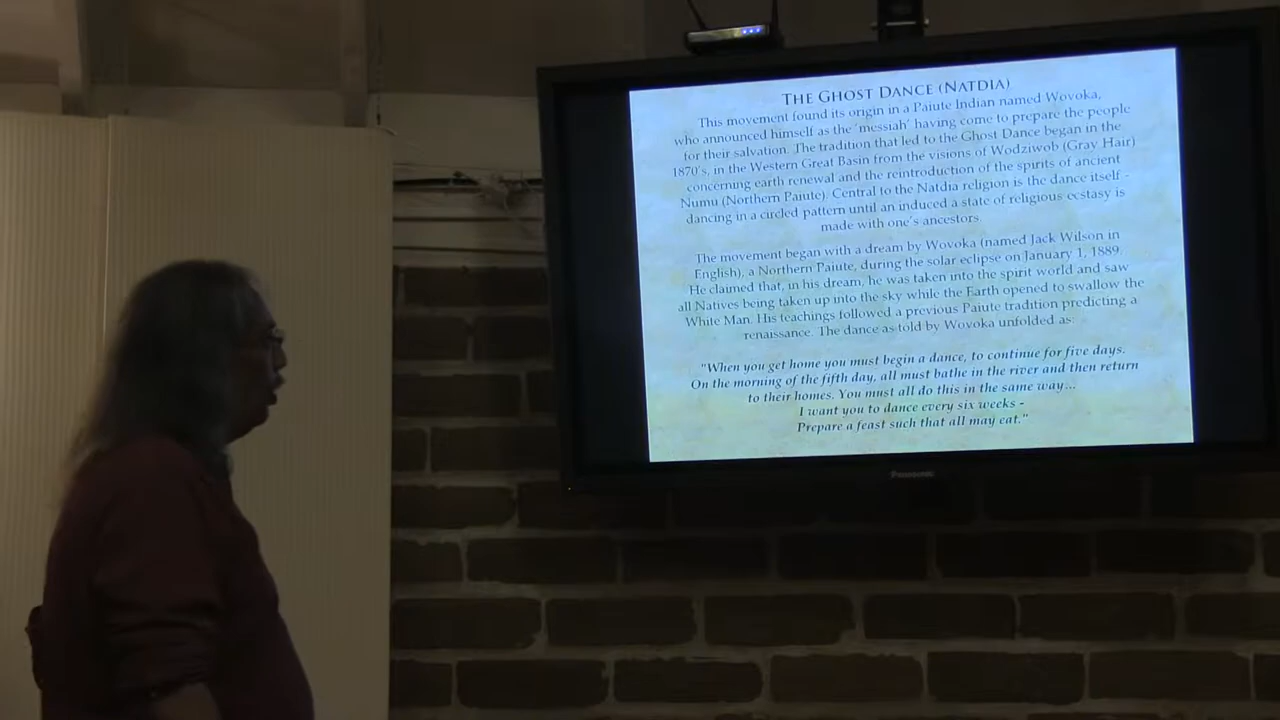 THE GHOST DANCE (NATDIA)
This movement found its origin in a Paiute Indian named Wovoka,
who announced himself as the 'messiah' having come to prepare the people
for their salvation. The tradition that led to the Ghost Dance began in the
1870's, in the Western Great Basin from the visions of Wodziwob (Gray Hair)
concerning earth renewal and the reintroduction of the spirits of ancient
Numu (Northern Paiute). Central to the Natdia religion is the dance itself -
dancing in a circled pattern until an induced a state of religious ecstasy is
made with one's ancestors.
The movement began with a dream by Wovoka (named Jack Wilson in
English), a Northern Paiute, during the solar eclipse on January 1, 1889.
He claimed that, in his dream, he was taken into the spirit world and saw
all Natives being taken up into the sky while the Earth opened to swallow the
White Man. His teachings followed a previous Paiute tradition predicting a
renaissance. The dance as told by Wovoka unfolded as:
"When you get home you must begin a dance, to continue for five days.
On the morning of the fifth day, all must bathe in the river and then return
to their homes. You must all do this in the same way...
I want you to dance every six weeks -
Prepare a feast such that all may eat."
Panasonic